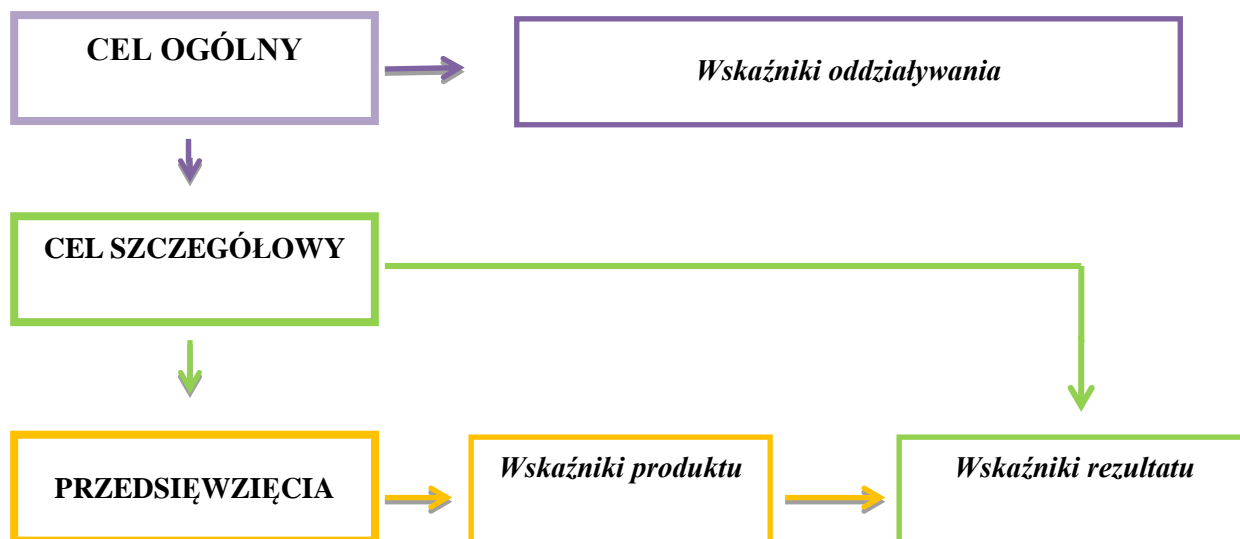 CEL OGÓLNY
Wskaźniki oddziaływania
CEL SZCZEGÓŁOWY
PRZEDSIĘWZIĘCIA
Wskaźniki produktu
Wskaźniki rezultatu